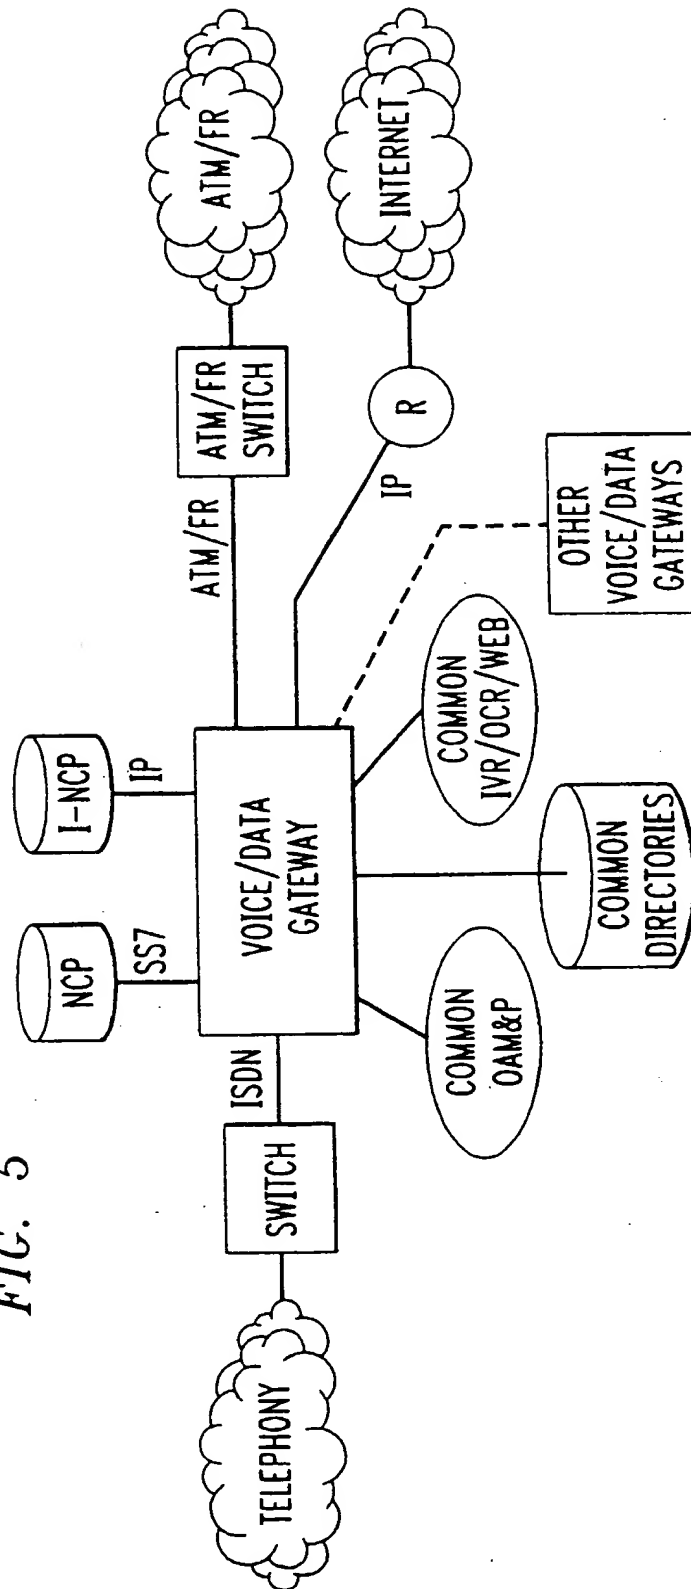 FIG. 5
NCP
I-NCP
SS7
IP
TELEPHONY
SWITCH
ISDN
VOICE/DATA
GATEWAY
ATM/FR
ATM/FR
SWITCH
ATM/FR
IP
R
INTERNET
COMMON
OAM&P
COMMON
DIRECTORIES
COMMON
IVR/OCR/WEB
OTHER
VOICE/DATA
GATEWAYS